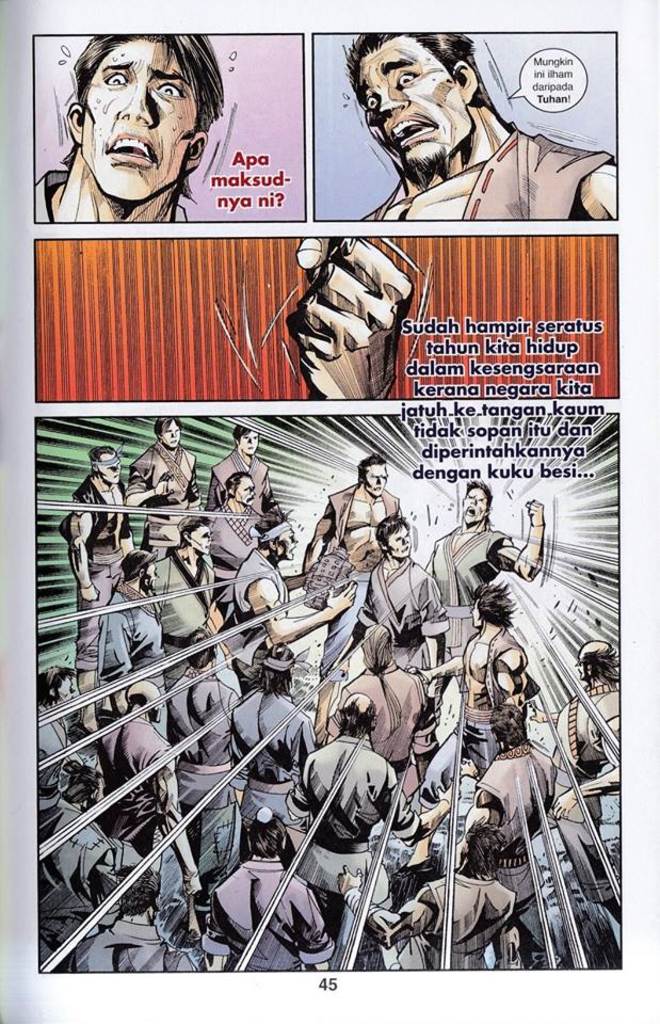 Apa
maksud-
nya ni?
Mungkin
ini ilham
daripada
Tuhan!
Sudah hampir seratus
tahun kita hidup
dalam kesengsaraan
kerana negara kita
jatuh ke tangan kaum
tidak sopan itu dan
diperintahkannya
dengan kuku besi...
45